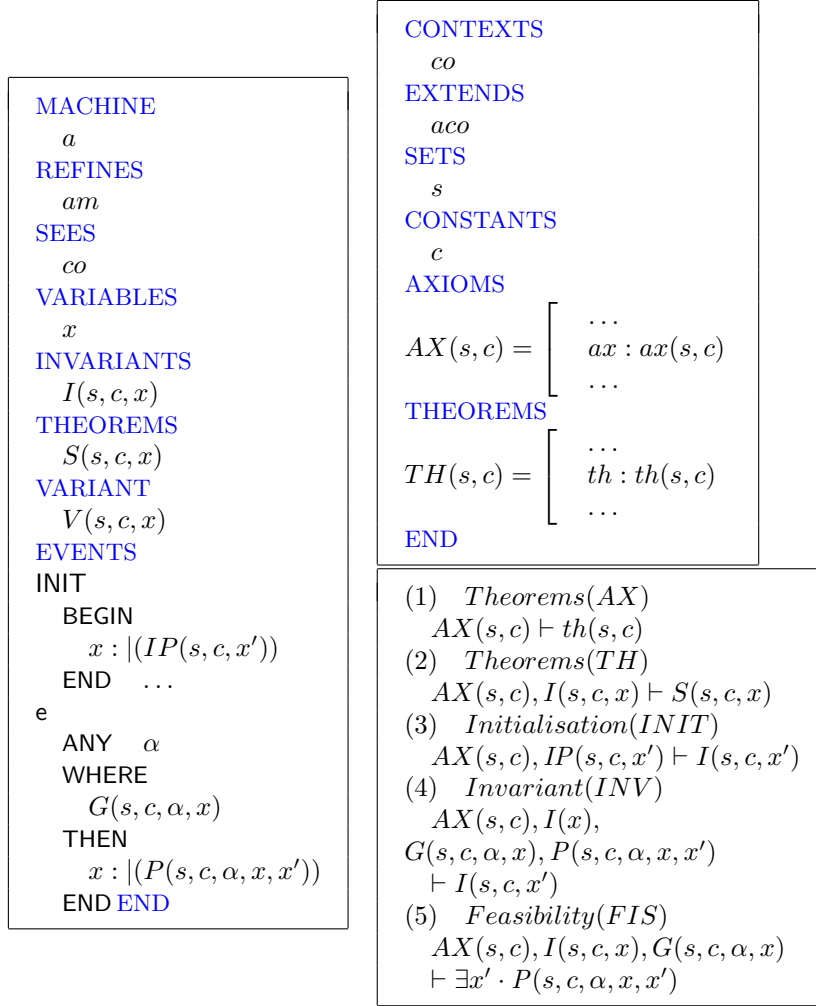 MACHINE
a
REFINES
am
SEES
co
VARIABLES
x
INVARIANTS
I(s, c, x)
THEOREMS
S(s, c, x)
VARIANT
V(s, c, x)
EVENTS
INIT
BEGIN
x : |(IP(s, c, x′))
END …
e
ANY α
WHERE
G(s, c, α, x)
THEN
x : |(P(s, c, α, x, x′))
END END
CONTEXTS
co
EXTENDS
aco
SETS
s
CONSTANTS
c
AXIOMS
…
AX(s, c) = [ ax : ax(s, c)
…
THEOREMS
…
TH(s, c) = [ th : th(s, c)
…
END
(1) Theorems(AX)
AX(s, c) ⊢ th(s, c)
(2) Theorems(TH)
AX(s, c), I(s, c, x) ⊢ S(s, c, x)
(3) Initialisation(INIT)
AX(s, c), IP(s, c, x′) ⊢ I(s, c, x′)
(4) Invariant(INV)
AX(s, c), I(x),
G(s, c, α, x), P(s, c, α, x, x′)
⊢ I(s, c, x′)
(5) Feasibility(FIS)
AX(s, c), I(s, c, x), G(s, c, α, x)
⊢ ∃x′ · P(s, c, α, x, x′)